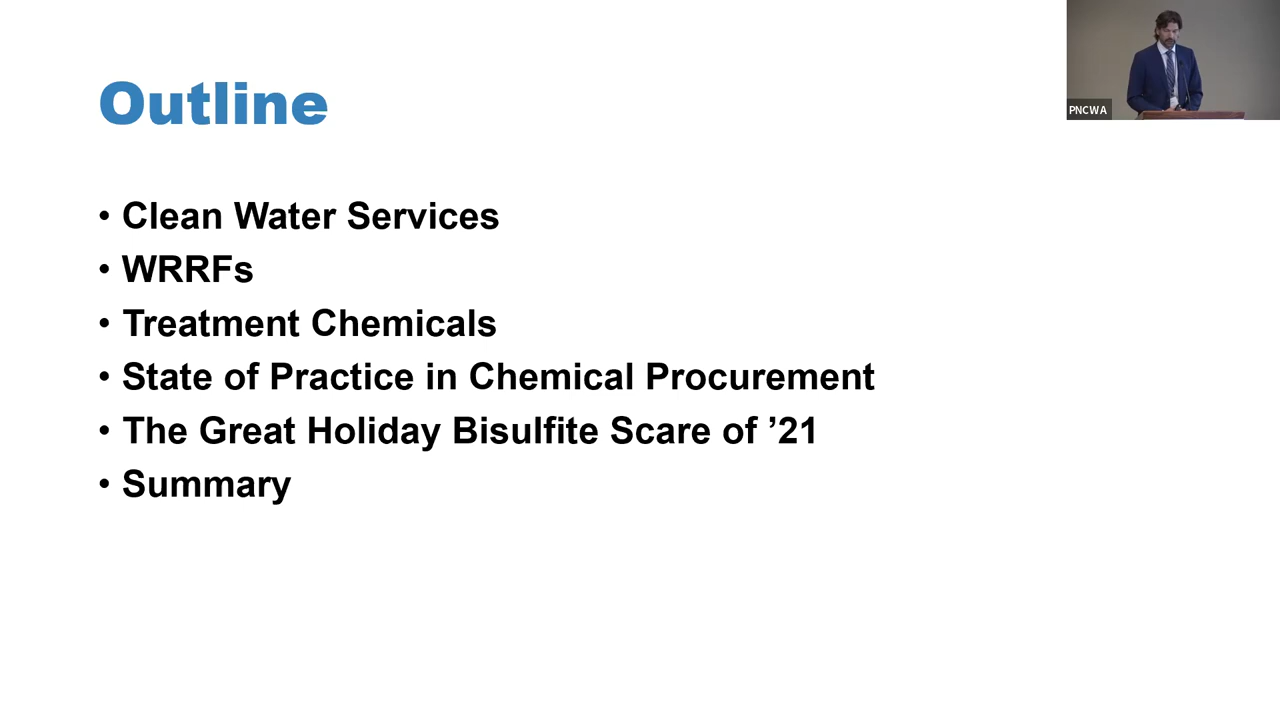 Outline
PNCWA
• Clean Water Services
• WRRFs
• Treatment Chemicals
• State of Practice in Chemical Procurement
• The Great Holiday Bisulfite Scare of ’21
• Summary